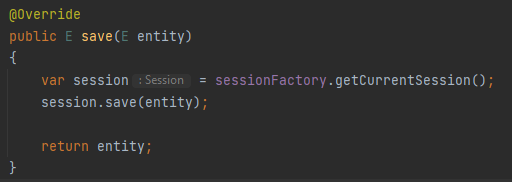 @Override
public E save(E entity)
{
    var session : Session = sessionFactory.getCurrentSession();
    session.save(entity);
    return entity;
}